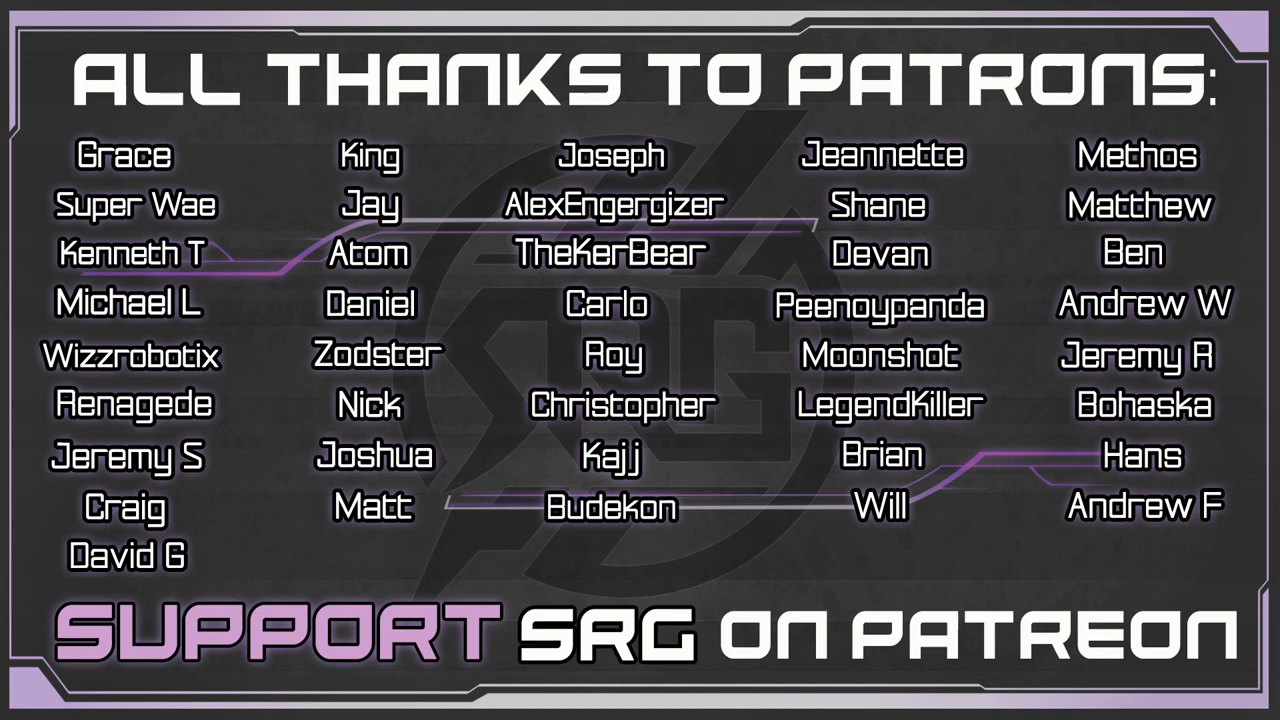 ALL THANKS TO PATRONS:
Grace King Joseph Jeannette Methos
Super Wae Jay AlexEngergizer Shane Matthew
Kenneth T Atom TheKerBear Devan Ben
Michael L Daniel Carlo Peenoypanda Andrew W
Wizzrobotix Zodster Roy Moonshot Jeremy R
Renagede Nick Christopher LegendKiller Bohaska
Jeremy S Joshua Kajj Brian Hans
Craig Matt Budekon Will Andrew F
David G
SUPPORT SRG ON PATREON